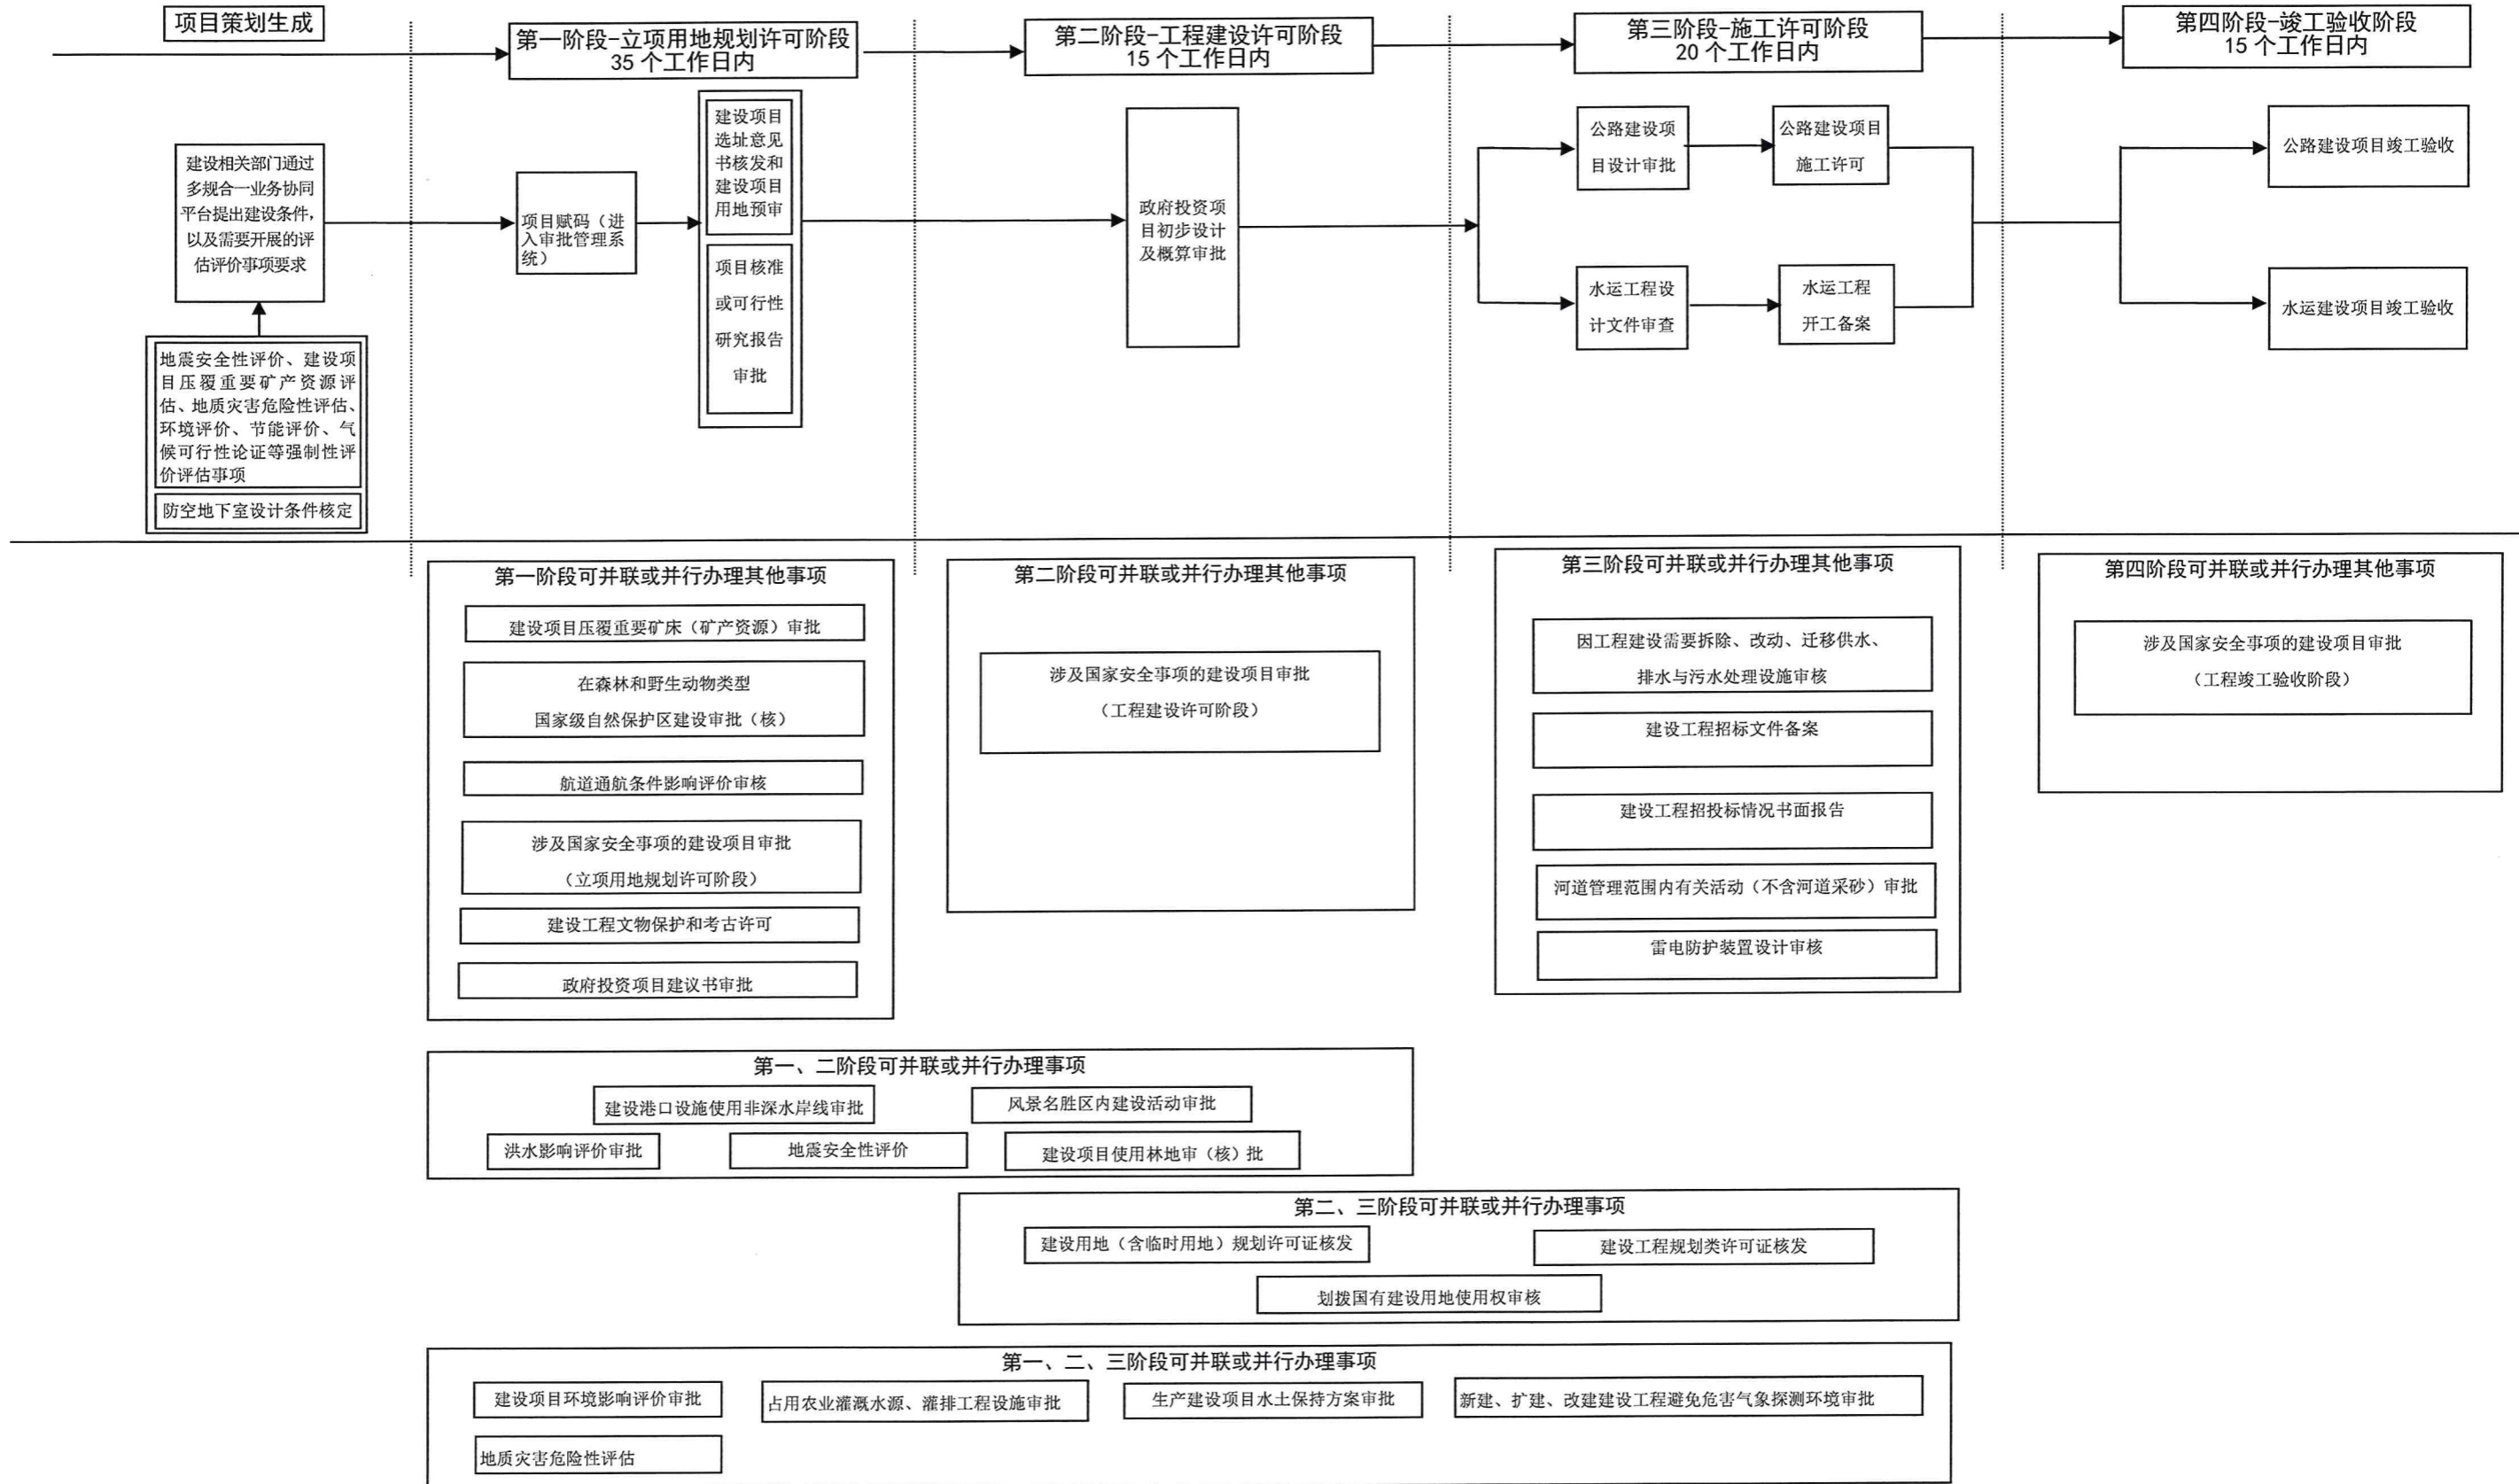 项目策划生成
第一阶段-立项用地规划许可阶段
35个工作日内
第二阶段-工程建设许可阶段
15个工作日内
第三阶段-施工许可阶段
20个工作日内
第四阶段-竣工验收阶段
15个工作日内
建设相关部门通过
多规合一业务协同
平台提出建设条件,
以及需要开展的评
估评价事项要求
地震安全性评价、建设项
目压覆重要矿产资源评
估、地质灾害危险性评估、
环境评价、节能评价、气
候可行性论证等强制性评
价评估事项
防空地下室设计条件核定
项目赋码（进
入审批管理系
统）
建设项目
选址意见
书核发和
建设项目
用地预审
项目核准
或可行性
研究报告
审批
政府投资项
目初步设计
及概算审批
公路建设项
目设计审批
公路建设项目
施工许可
水运工程设
计文件审查
水运工程
开工备案
公路建设项目竣工验收
水运建设项目竣工验收
第一阶段可并联或并行办理其他事项
建设项目压覆重要矿床（矿产资源）审批
在森林和野生动物类型
国家级自然保护区建设审批（核）
航道通航条件影响评价审核
涉及国家安全事项的建设项目审批
（立项用地规划许可阶段）
建设工程文物保护和考古许可
政府投资项目建议书审批
第二阶段可并联或并行办理其他事项
涉及国家安全事项的建设项目审批
（工程建设许可阶段）
第三阶段可并联或并行办理其他事项
因工程建设需要拆除、改动、迁移供水、
排水与污水处理设施审核
建设工程招标文件备案
建设工程招投标情况书面报告
河道管理范围内有关活动（不含河道采砂）审批
雷电防护装置设计审核
第四阶段可并联或并行办理其他事项
涉及国家安全事项的建设项目审批
（工程竣工验收阶段）
第一、二阶段可并联或并行办理事项
建设港口设施使用非深水岸线审批
风景名胜区内建设活动审批
洪水影响评价审批
地震安全性评价
建设项目使用林地审（核）批
第二、三阶段可并联或并行办理事项
建设用地（含临时用地）规划许可证核发
建设工程规划类许可证核发
划拨国有建设用地使用权审核
第一、二、三阶段可并联或并行办理事项
建设项目环境影响评价审批
占用农业灌溉水源、灌排工程设施审批
生产建设项目水土保持方案审批
新建、扩建、改建建设工程避免危害气象探测环境审批
地质灾害危险性评估